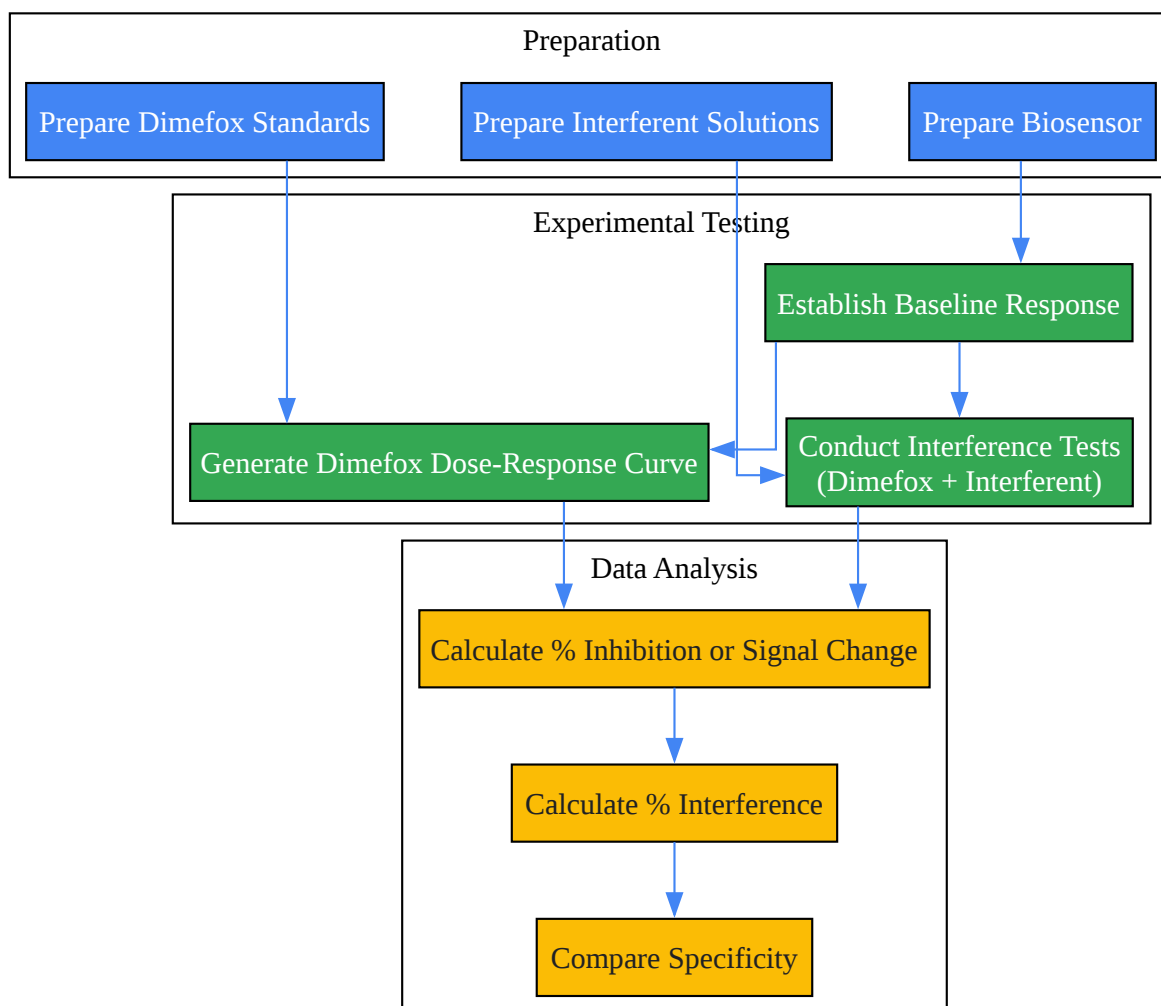 Preparation
Prepare Dimefox Standards
Prepare Interferent Solutions
Prepare Biosensor
Experimental Testing
Establish Baseline Response
Generate Dimefox Dose-Response Curve
Conduct Interference Tests
(Dimefox + Interferent)
Data Analysis
Calculate % Inhibition or Signal Change
Calculate % Interference
Compare Specificity